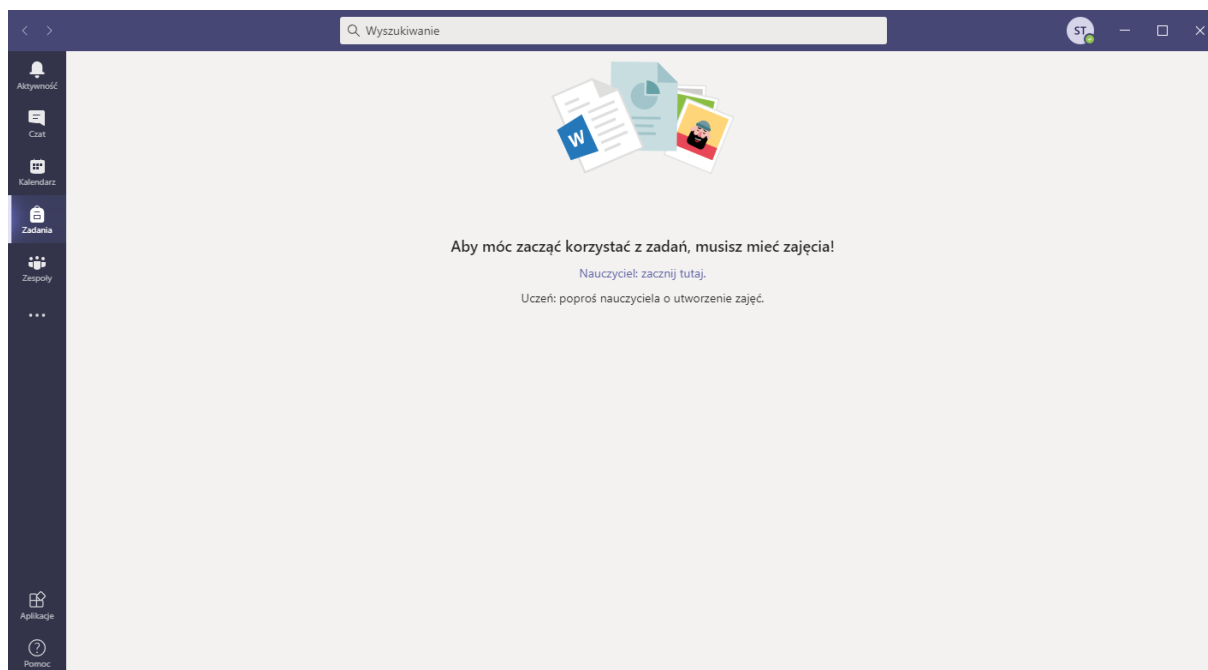 Wyszukiwanie
ST
Aktywność
Czat
Kalendarz
Zadania
Zespoły
Aplikacje
Pomoc
W
Aby móc zacząć korzystać z zadań, musisz mieć zajęcia!
Nauczyciel: zacznij tutaj.
Uczeń: poproś nauczyciela o utworzenie zajęć.